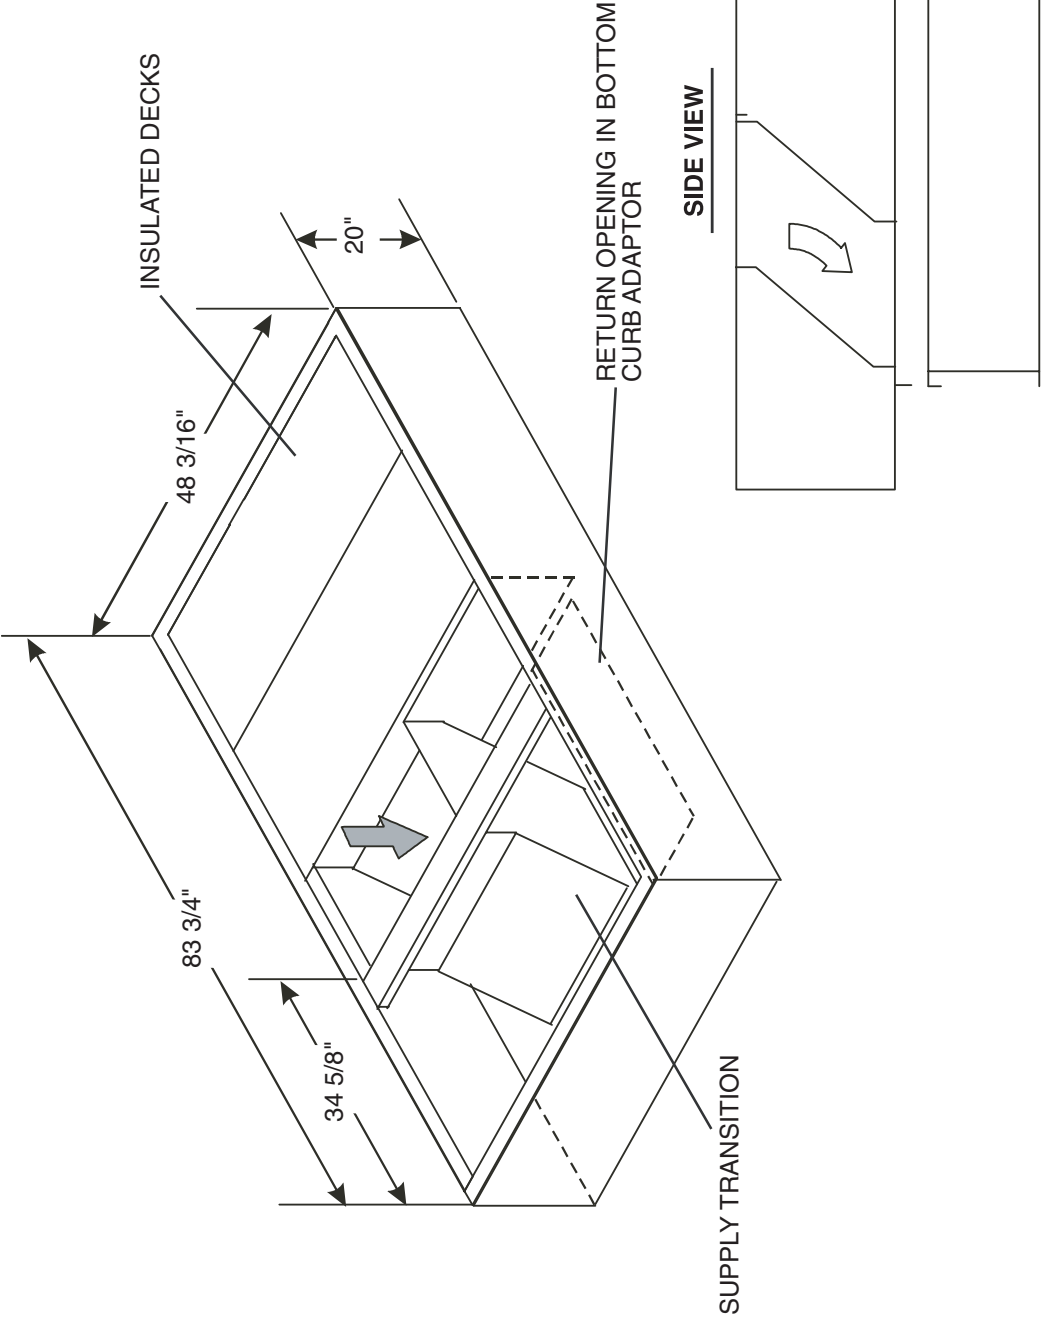 INSULATED DECKS
20"
48 3/16"
83 3/4"
34 5/8"
RETURN OPENING IN BOTTOM
CURB ADAPTOR
SUPPLY TRANSITION
SIDE VIEW